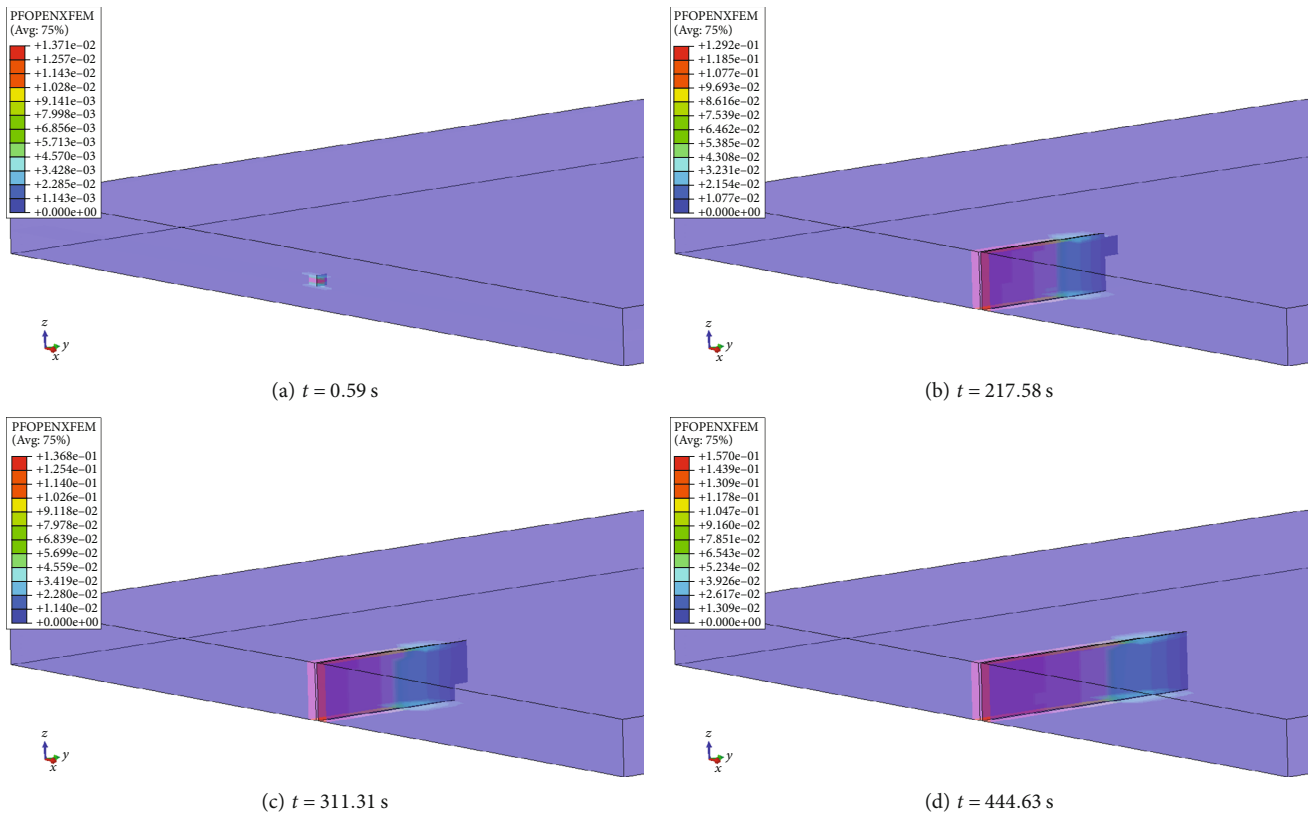 PFOPENXFEM
(Avg: 75%)
+1.371e–02
+1.257e–02
+1.143e–02
+1.028e–02
+9.141e–03
+7.998e–03
+6.856e–03
+5.713e–03
+4.570e–03
+3.428e–03
+2.285e–02
+1.143e–03
+0.000e+00
z
y
x
(a) t = 0.59 s
PFOPENXFEM
(Avg: 75%)
+1.292e–01
+1.185e–01
+1.077e–01
+9.693e–02
+8.616e–02
+7.539e–02
+6.462e–02
+5.385e–02
+4.308e–02
+3.231e–02
+2.154e–02
+1.077e–02
+0.000e+00
z
y
x
(b) t = 217.58 s
PFOPENXFEM
(Avg: 75%)
+1.368e–01
+1.254e–01
+1.140e–01
+1.026e–01
+9.118e–02
+7.978e–02
+6.839e–02
+5.699e–02
+4.559e–02
+3.419e–02
+2.280e–02
+1.140e–02
+0.000e+00
z
y
x
(c) t = 311.31 s
PFOPENXFEM
(Avg: 75%)
+1.570e–01
+1.439e–01
+1.309e–01
+1.178e–01
+1.047e–01
+9.160e–02
+7.851e–02
+6.543e–02
+5.234e–02
+3.926e–02
+2.617e–02
+1.309e–02
+0.000e+00
z
y
x
(d) t = 444.63 s